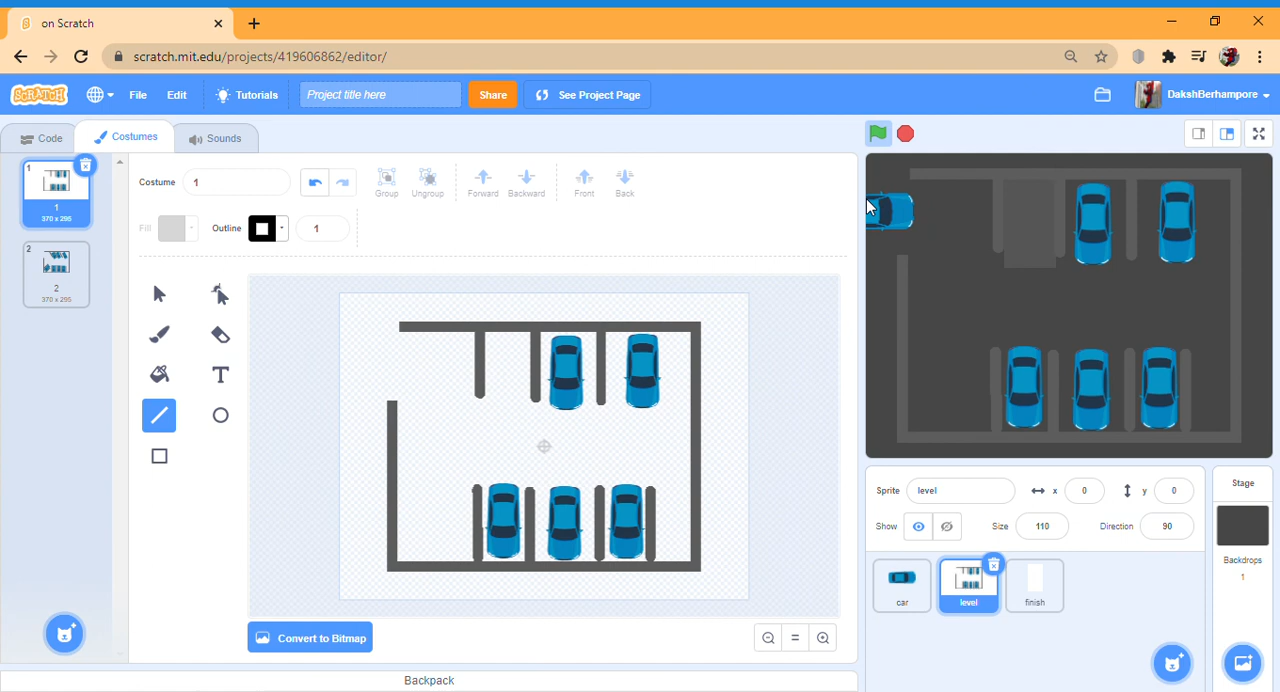 on Scratch
scratch.mit.edu/projects/419606862/editor/
SCRATCH File Edit Tutorials Project title here Share See Project Page DakshBerhampore
Code Costumes Sounds
1
1
370 x 295
2
2
370 x 295
Costume 1 Group Ungroup Forward Backward Front Back
Fill Outline 1
Convert to Bitmap
Backpack
Sprite level x 0 y 0
Show Size 110 Direction 90
car level finish
Stage
Backdrops
1